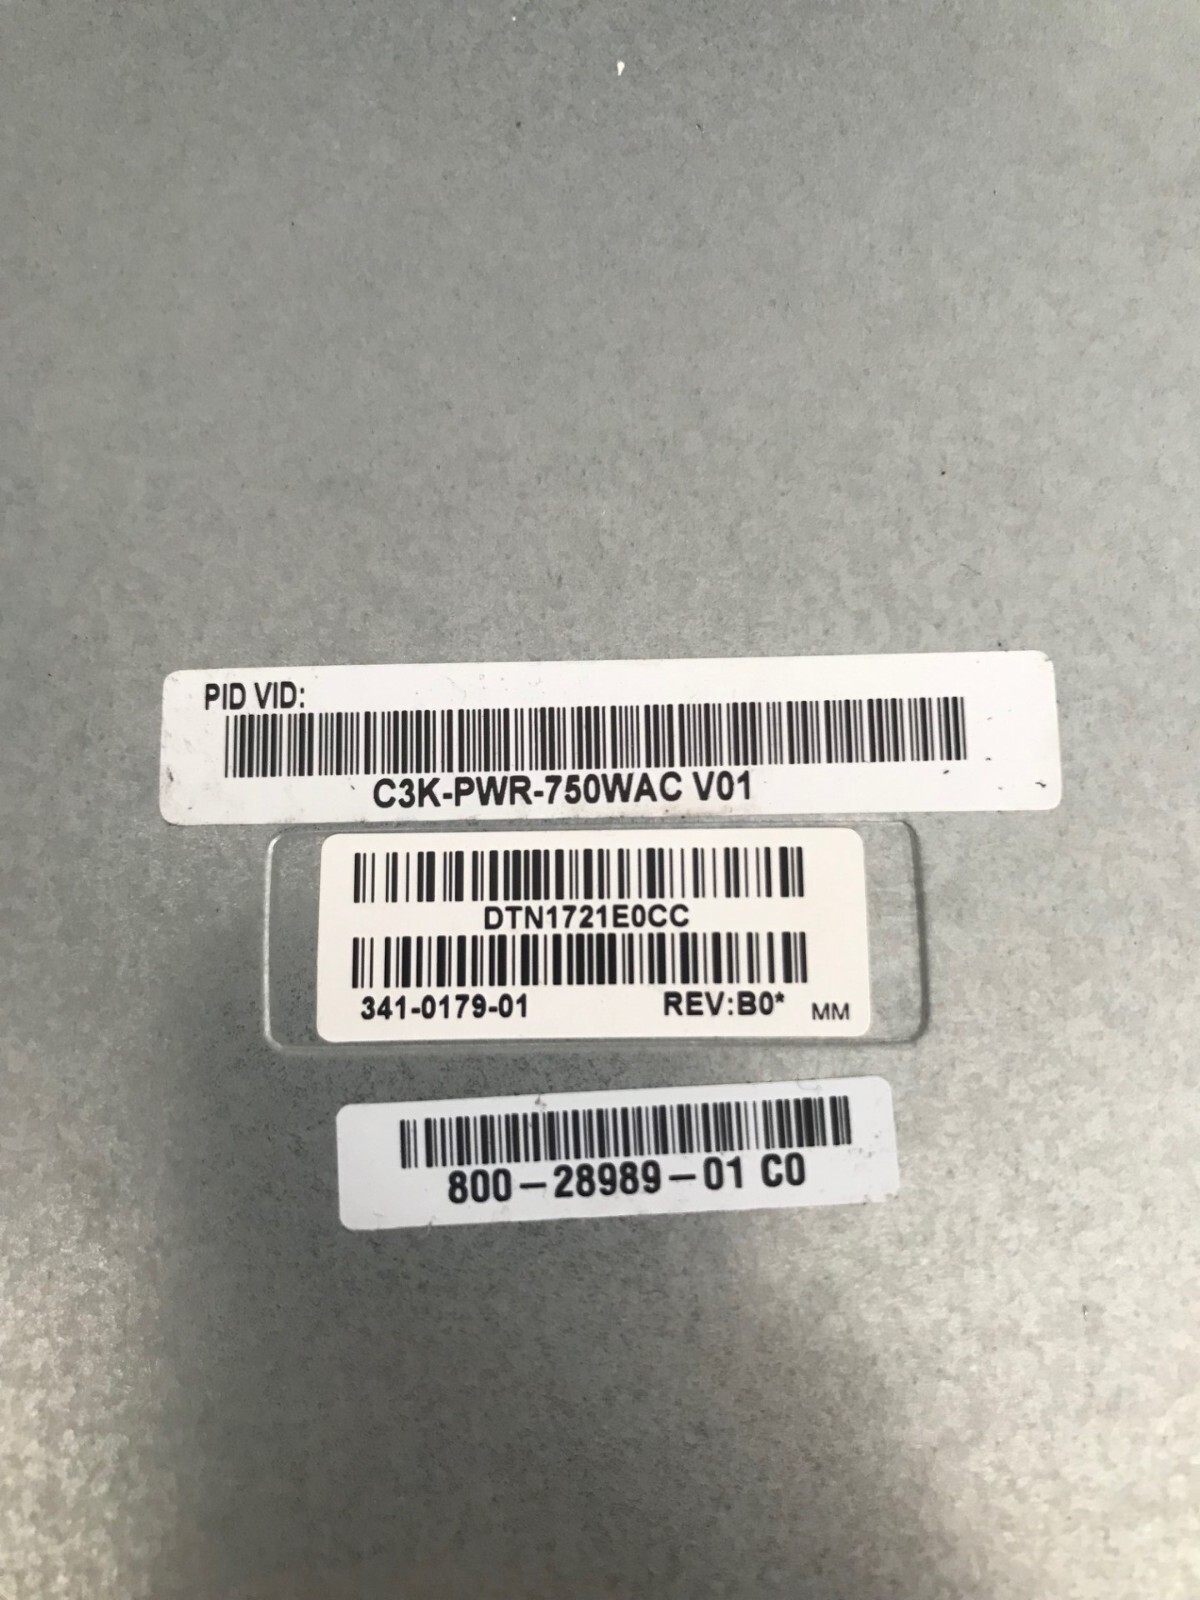 PID VID:
C3K-PWR-750WAC V01
DTN1721E0CC
341-0179-01 REV:B0* MM
800-28989-01 C0